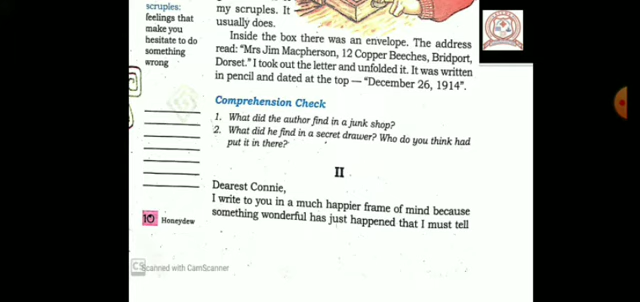 scruples:
feelings that
make you
hesitate to do
something
wrong
my scruples. It
usually does.
Inside the box there was an envelope. The address
read: “Mrs Jim Macpherson, 12 Copper Beeches, Bridport,
Dorset.” I took out the letter and unfolded it. It was written
in pencil and dated at the top — “December 26, 1914”.
Comprehension Check
1. What did the author find in a junk shop?
2. What did he find in a secret drawer? Who do you think had
put it in there?
II
Dearest Connie,
I write to you in a much happier frame of mind because
something wonderful has just happened that I must tell
10 Honeydew
CS Scanned with CamScanner